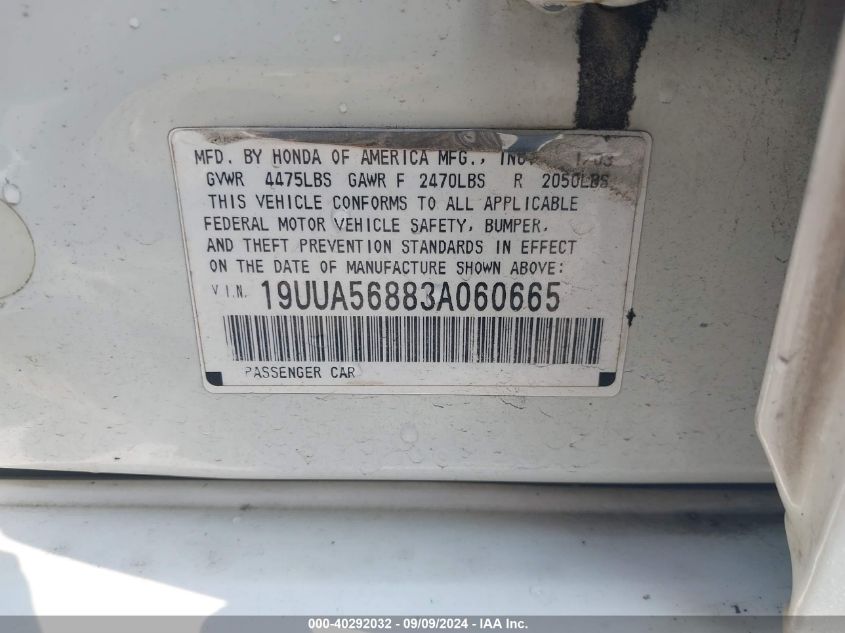 MFD. BY HONDA OF AMERICA MFG., INC. 1/03
GVWR 4475LBS GAWR F 2470LBS R 2050LBS
THIS VEHICLE CONFORMS TO ALL APPLICABLE
FEDERAL MOTOR VEHICLE SAFETY, BUMPER,
AND THEFT PREVENTION STANDARDS IN EFFECT
ON THE DATE OF MANUFACTURE SHOWN ABOVE:
V.I.N. 19UUA56883A060665
PASSENGER CAR
000-40292032 - 09/09/2024 - IAA Inc.